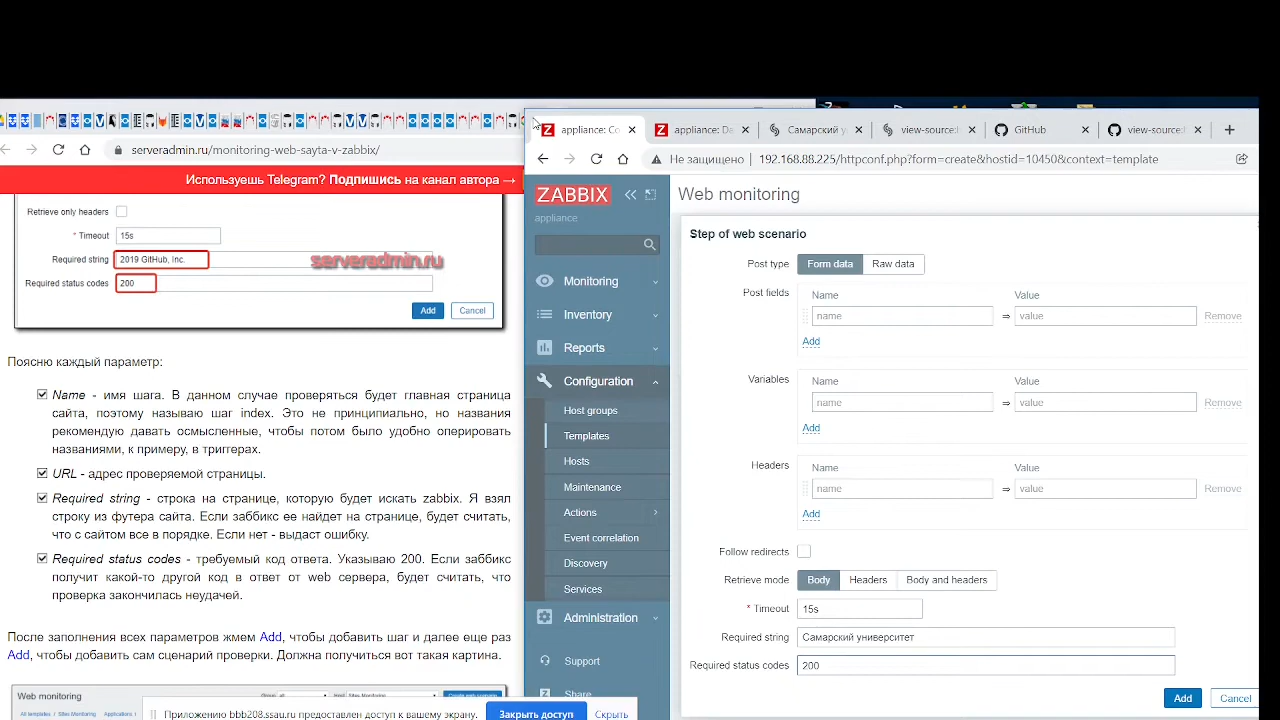 serveradmin.ru/monitoring-web-sayta-v-zabbix/
Используешь Telegram? Подпишись на канал автора →
Retrieve only headers
* Timeout 15s
Required string 2019 GitHub, Inc.
serveradmin.ru
Required status codes 200
Add Cancel
Поясню каждый параметр:
Name - имя шага. В данном случае проверяться будет главная страница
сайта, поэтому называю шаг index. Это не принципиально, но названия
рекомендую давать осмысленные, чтобы потом было удобно оперировать
названиями, к примеру, в триггерах.
URL - адрес проверяемой страницы.
Required string - строка на странице, которую будет искать zabbix. Я взял
строку из футера сайта. Если заббикс ее найдет на странице, будет считать,
что с сайтом все в порядке. Если нет - выдаст ошибку.
Required status codes - требуемый код ответа. Указываю 200. Если заббикс
получит какой-то другой код в ответ от web сервера, будет считать, что
проверка закончилась неудачей.
После заполнения всех параметров жмем Add, чтобы добавить шаг и далее еще раз
Add, чтобы добавить сам сценарий проверки. Должна получиться вот такая картина.
Web monitoring
All templates / Sites Monitoring
Приложению bbb208.ssau.ru предоставлен доступ к вашему экрану.
Закрыть доступ
Скрыть
Z appliance: Co
Z appliance: Da
Самарский у
view-source
GitHub
view-source:
Не защищено 192.168.88.225/httpconf.php?form=create&hostid=10450&context=template
ZABBIX
appliance
Monitoring
Inventory
Reports
Configuration
Host groups
Templates
Hosts
Maintenance
Actions
Event correlation
Discovery
Services
Administration
Support
Share
Web monitoring
Step of web scenario
Post type Form data Raw data
Post fields Name Value
name ⇒ value Remove
Add
Variables Name Value
name ⇒ value Remove
Add
Headers Name Value
name ⇒ value Remove
Add
Follow redirects
Retrieve mode Body Headers Body and headers
* Timeout 15s
Required string Самарский университет
Required status codes 200
Add Cancel